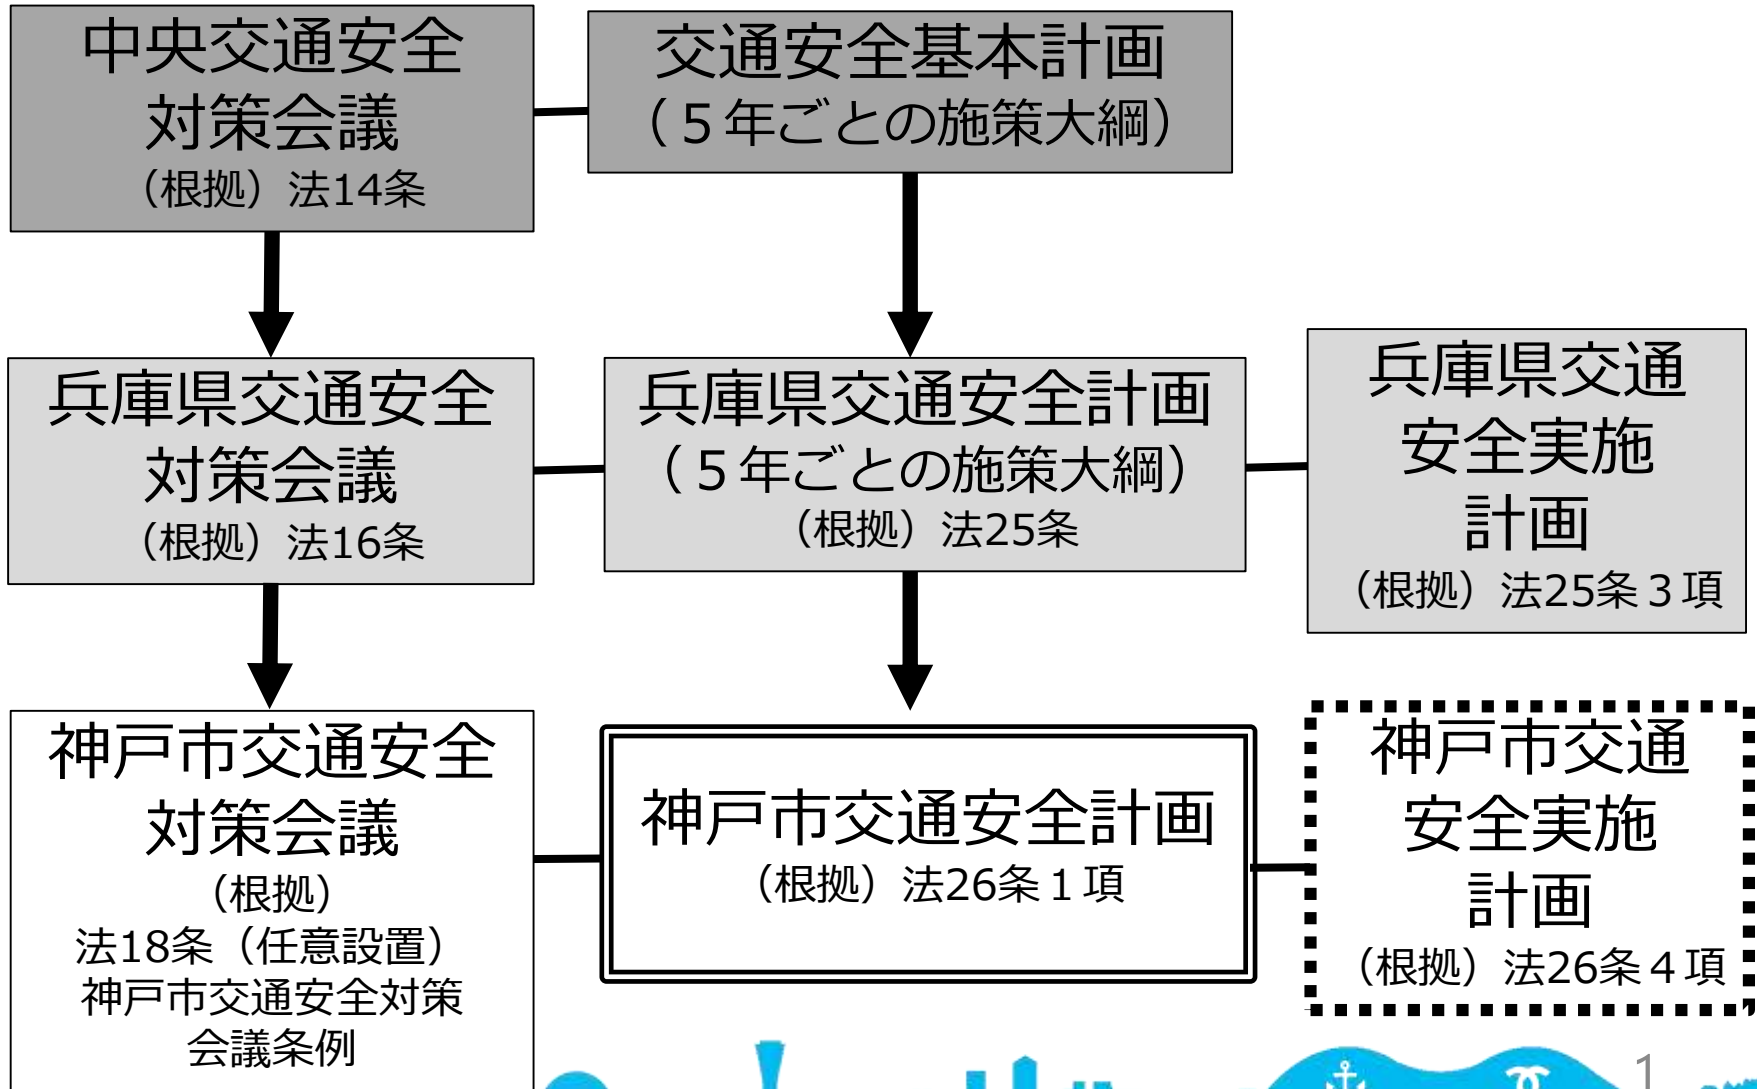 中央交通安全
対策会議
（根拠）法14条
交通安全基本計画
（５年ごとの施策大綱）
兵庫県交通安全
対策会議
（根拠）法16条
兵庫県交通安全計画
（５年ごとの施策大綱）
（根拠）法25条
兵庫県交通
安全実施
計画
（根拠）法25条３項
神戸市交通安全
対策会議
（根拠）
法18条（任意設置）
神戸市交通安全対策
会議条例
神戸市交通安全計画
（根拠）法26条１項
神戸市交通
安全実施
計画
（根拠）法26条４項
1